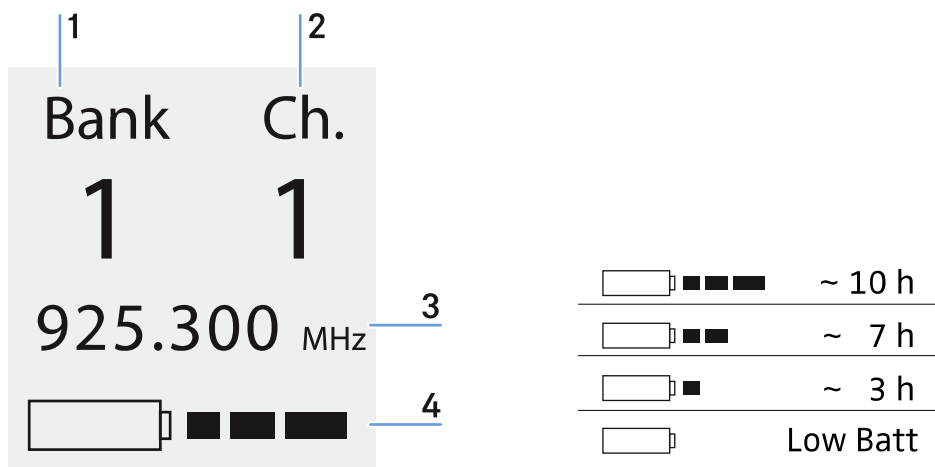 1 2
Bank Ch.
1 1
925.300 MHz
3
4
~ 10 h
~ 7 h
~ 3 h
Low Batt